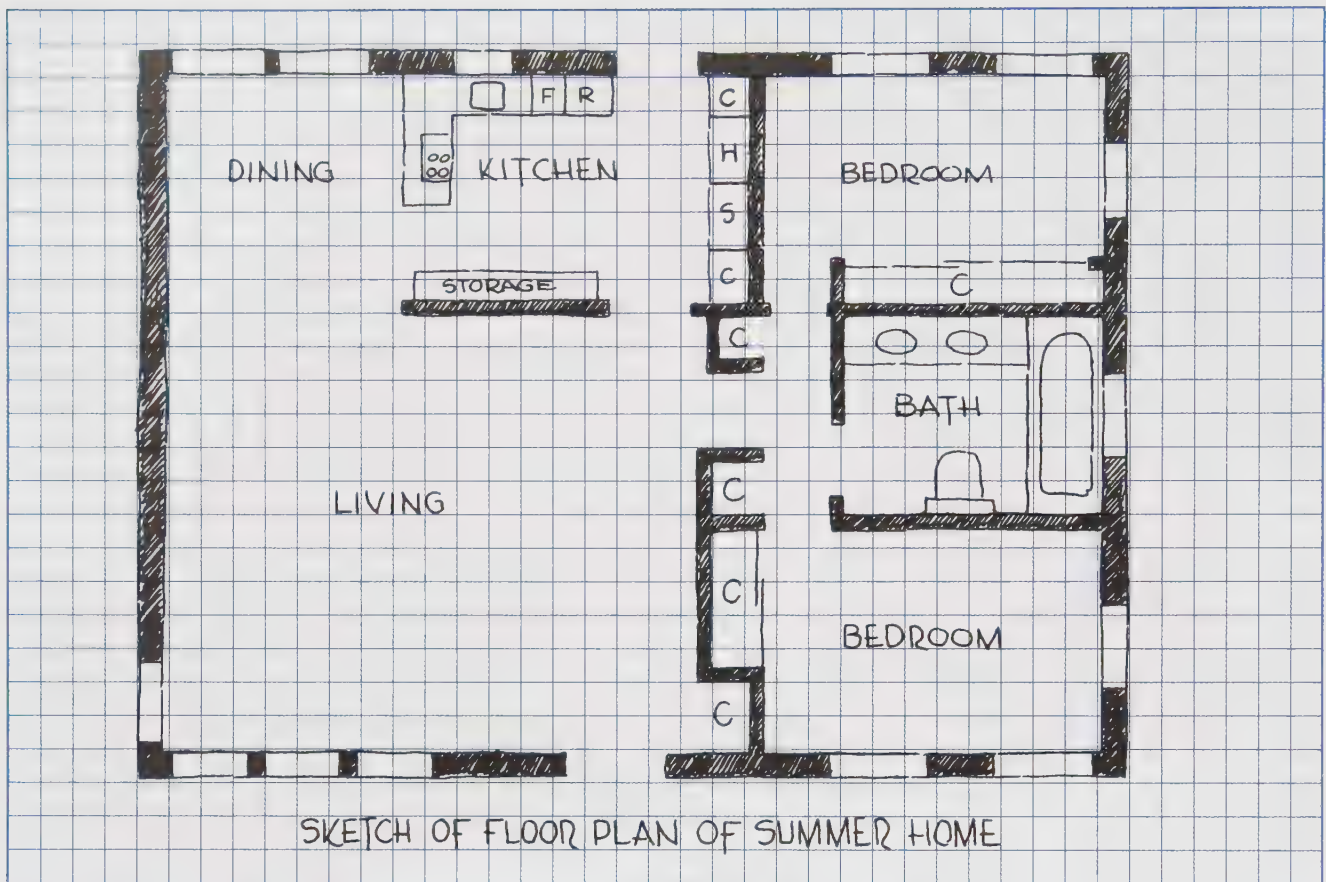 F R
C
DINING
KITCHEN
H
BEDROOM
S
STORAGE
C
C
C
BATH
LIVING
C
C
BEDROOM
C
SKETCH OF FLOOR PLAN OF SUMMER HOME